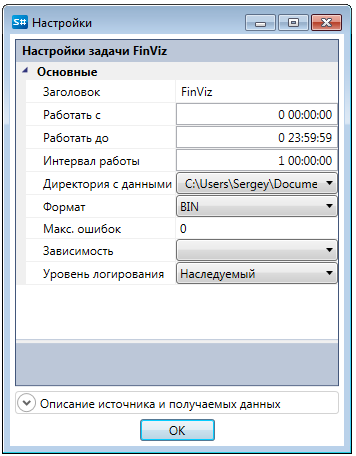 S# Настройки
Настройки задачи FinViz
Основные
Заголовок FinViz
Работать с 0 00:00:00
Работать до 0 23:59:59
Интервал работы 1 00:00:00
Директория с данными C:\Users\Sergey\Docume
Формат BIN
Макс. ошибок 0
Зависимость
Уровень логирования Наследуемый
Описание источника и получаемых данных
OK